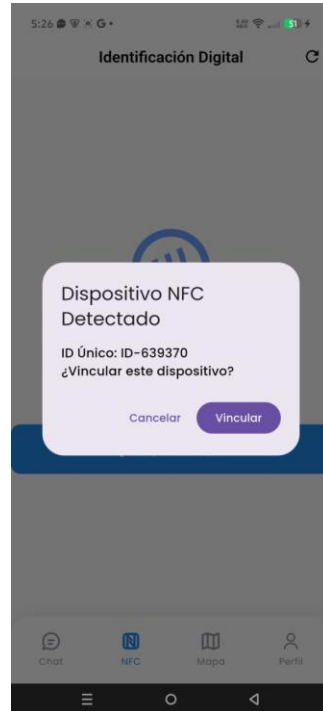 5:26
G
51
Identificación Digital
Dispositivo NFC
Detectado
ID Único: ID-639370
¿Vincular este dispositivo?
Cancelar
Vincular
Chat
NFC
Mapa
Perfil